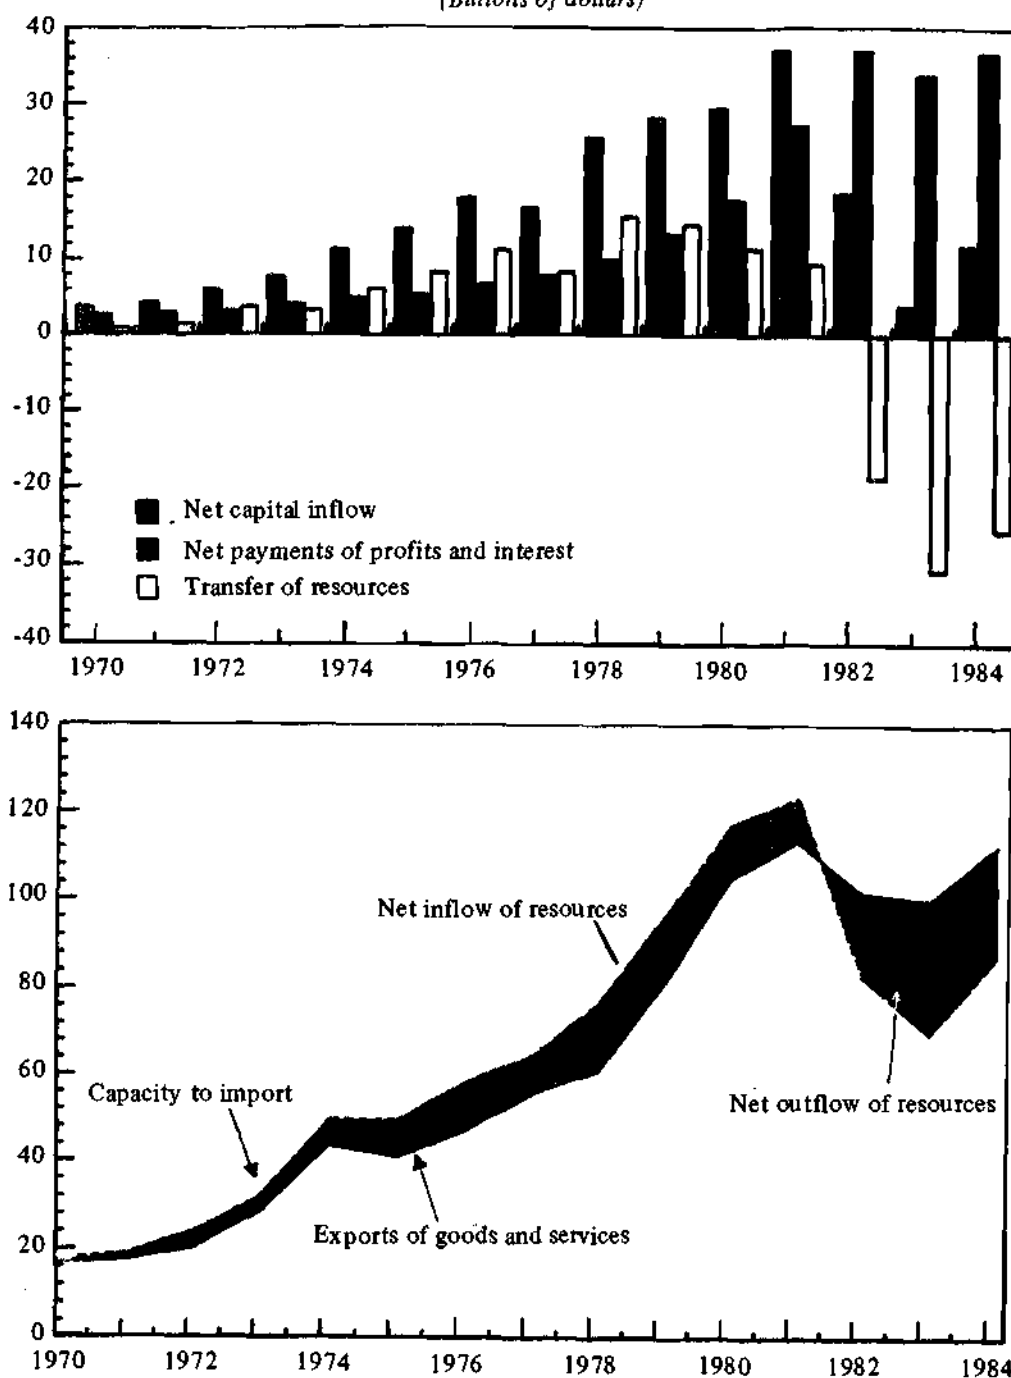 (Billions of dollars)
40
30
20
10
0
-10
-20
-30
-40
Net capital inflow
Net payments of profits and interest
Transfer of resources
1970 1972 1974 1976 1978 1980 1982 1984
140
120
100
80
60
40
20
0
Net inflow of resources
Capacity to import
Net outflow of resources
Exports of goods and services
1970 1972 1974 1976 1978 1980 1982 1984